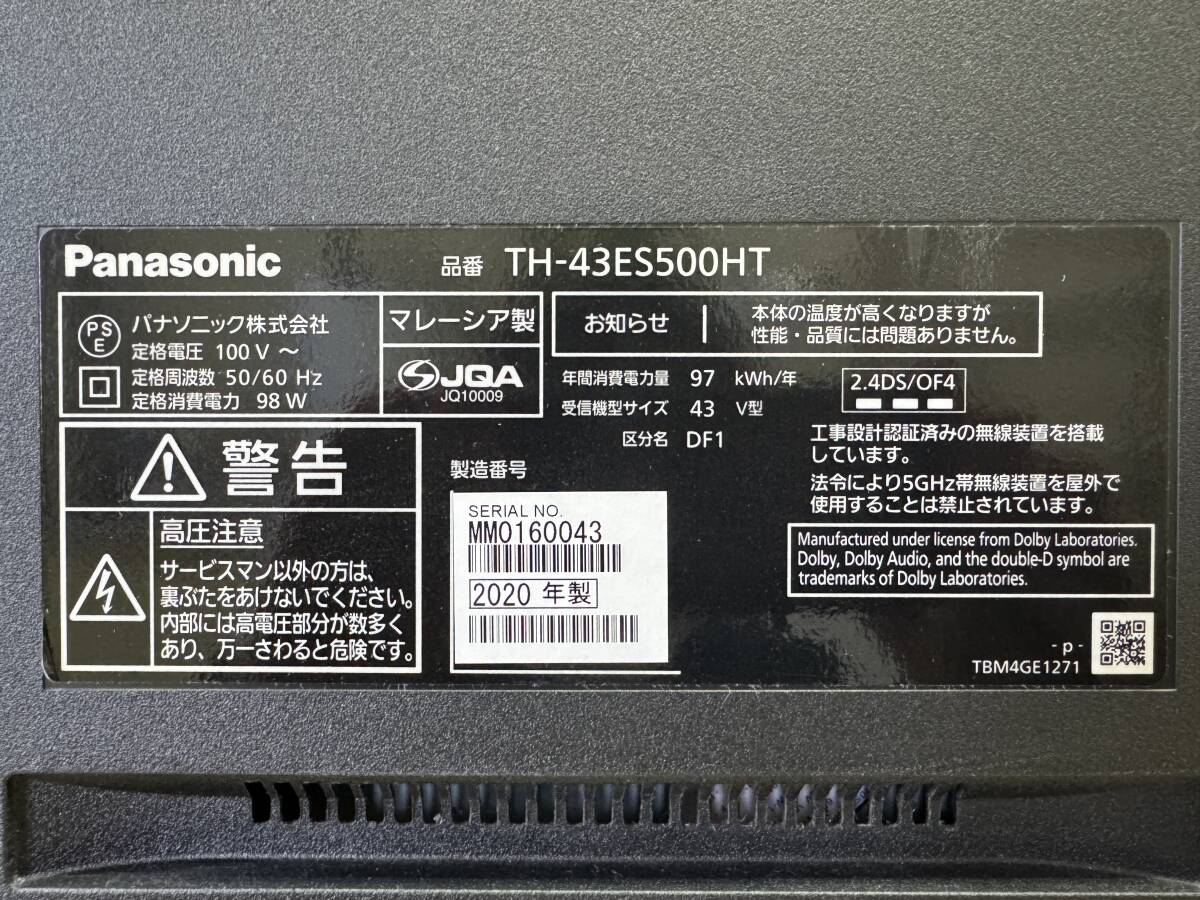 Panasonic
品番 TH-43ES500HT
PS
E
パナソニック株式会社
定格電圧 100 V ～
定格周波数 50/60 Hz
定格消費電力 98 W
マレーシア製
JQA
JQ10009
お知らせ
本体の温度が高くなりますが
性能・品質には問題ありません。
年間消費電力量 97 kWh/年
受信機型サイズ 43 V型
区分名 DF1
2.4DS/OF4
工事設計認証済みの無線装置を搭載
しています。
法令により5GHz帯無線装置を屋外で
使用することは禁止されています。
警告
高圧注意
サービスマン以外の方は、
裏ぶたをあけないでください。
内部には高電圧部分が数多く
あり、万一さわると危険です。
製造番号
SERIAL NO.
MM0160043
2020 年製
Manufactured under license from Dolby Laboratories.
Dolby, Dolby Audio, and the double-D symbol are
trademarks of Dolby Laboratories.
- p -
TBM4GE1271